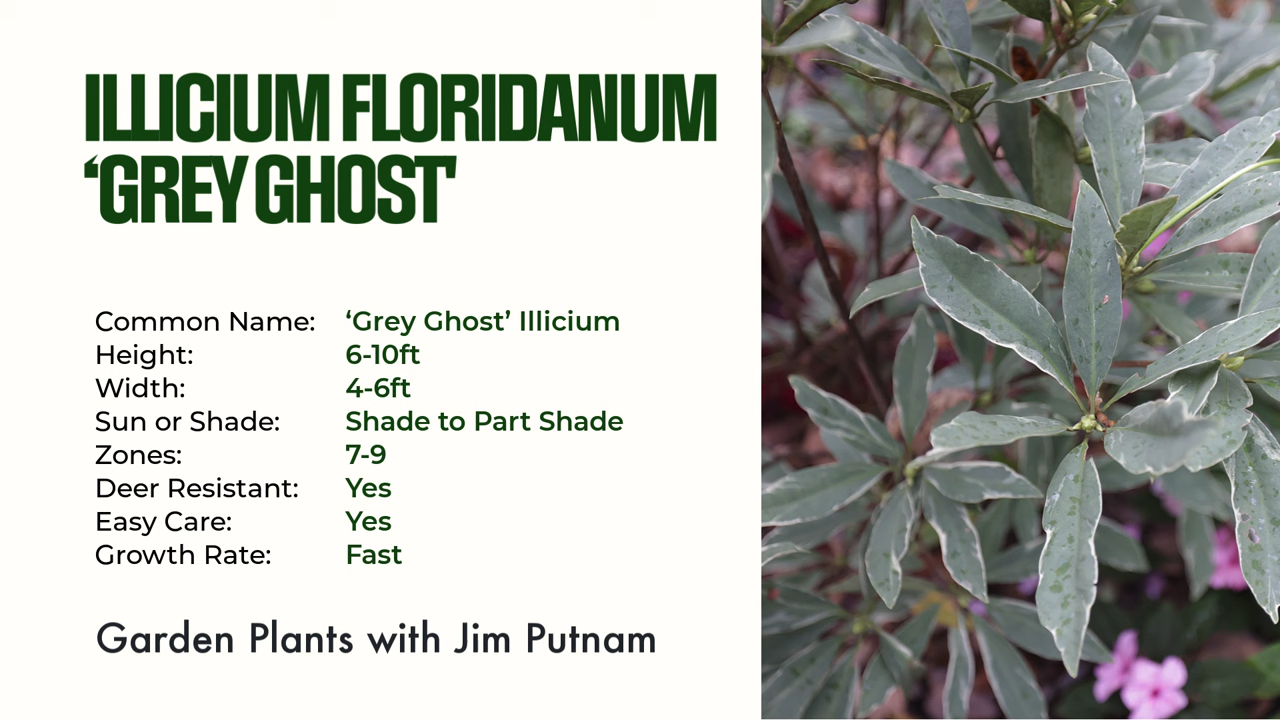 ILLICIUM FLORIDANUM
‘GREY GHOST'
Common Name: ‘Grey Ghost’ Illicium
Height: 6-10ft
Width: 4-6ft
Sun or Shade: Shade to Part Shade
Zones: 7-9
Deer Resistant: Yes
Easy Care: Yes
Growth Rate: Fast
Garden Plants with Jim Putnam